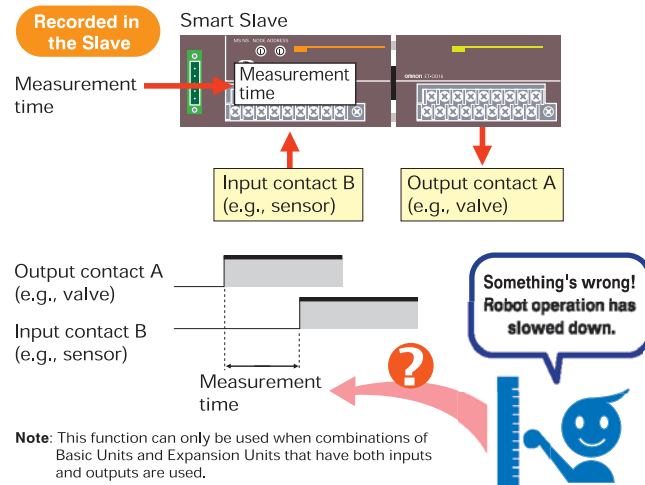 Recorded in
the Slave
Smart Slave
MS NS NODE ADDRESS
Measurement
time
Measurement
time
OMRON ET-OD16
Input contact B
(e.g., sensor)
Output contact A
(e.g., valve)
Output contact A
(e.g., valve)
Input contact B
(e.g., sensor)
Measurement
time
?
Something's wrong!
Robot operation has
slowed down.
Note: This function can only be used when combinations of
Basic Units and Expansion Units that have both inputs
and outputs are used.